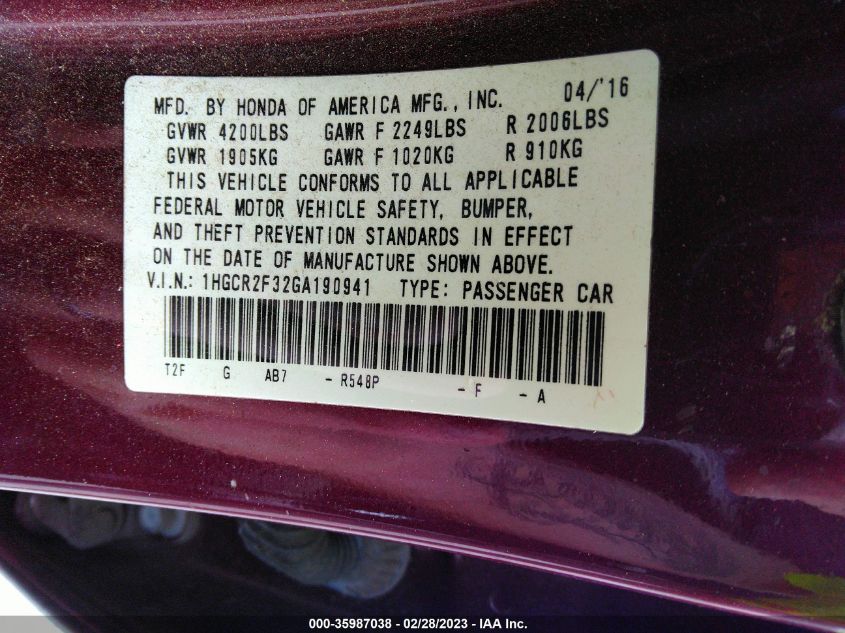 MFD. BY HONDA OF AMERICA MFG., INC. 04/'16
GVWR 4200LBS GAWR F 2249LBS R 2006LBS
GVWR 1905KG GAWR F 1020KG R 910KG
THIS VEHICLE CONFORMS TO ALL APPLICABLE
FEDERAL MOTOR VEHICLE SAFETY, BUMPER,
AND THEFT PREVENTION STANDARDS IN EFFECT
ON THE DATE OF MANUFACTURE SHOWN ABOVE.
V.I.N.: 1HGCR2F32GA190941 TYPE: PASSENGER CAR
T2F G AB7 - R548P - F - A
000-35987038 - 02/28/2023 - IAA Inc.